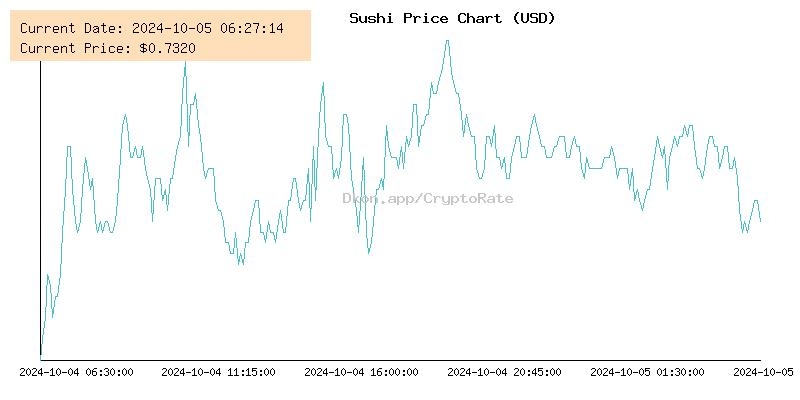 Sushi Price Chart (USD)
Current Date: 2024-10-05 06:27:14
Current Price: $0.7320
Dkon.app/CryptoRate
2024-10-04 06:30:00 2024-10-04 11:15:00 2024-10-04 16:00:00 2024-10-04 20:45:00 2024-10-05 01:30:00 2024-10-05